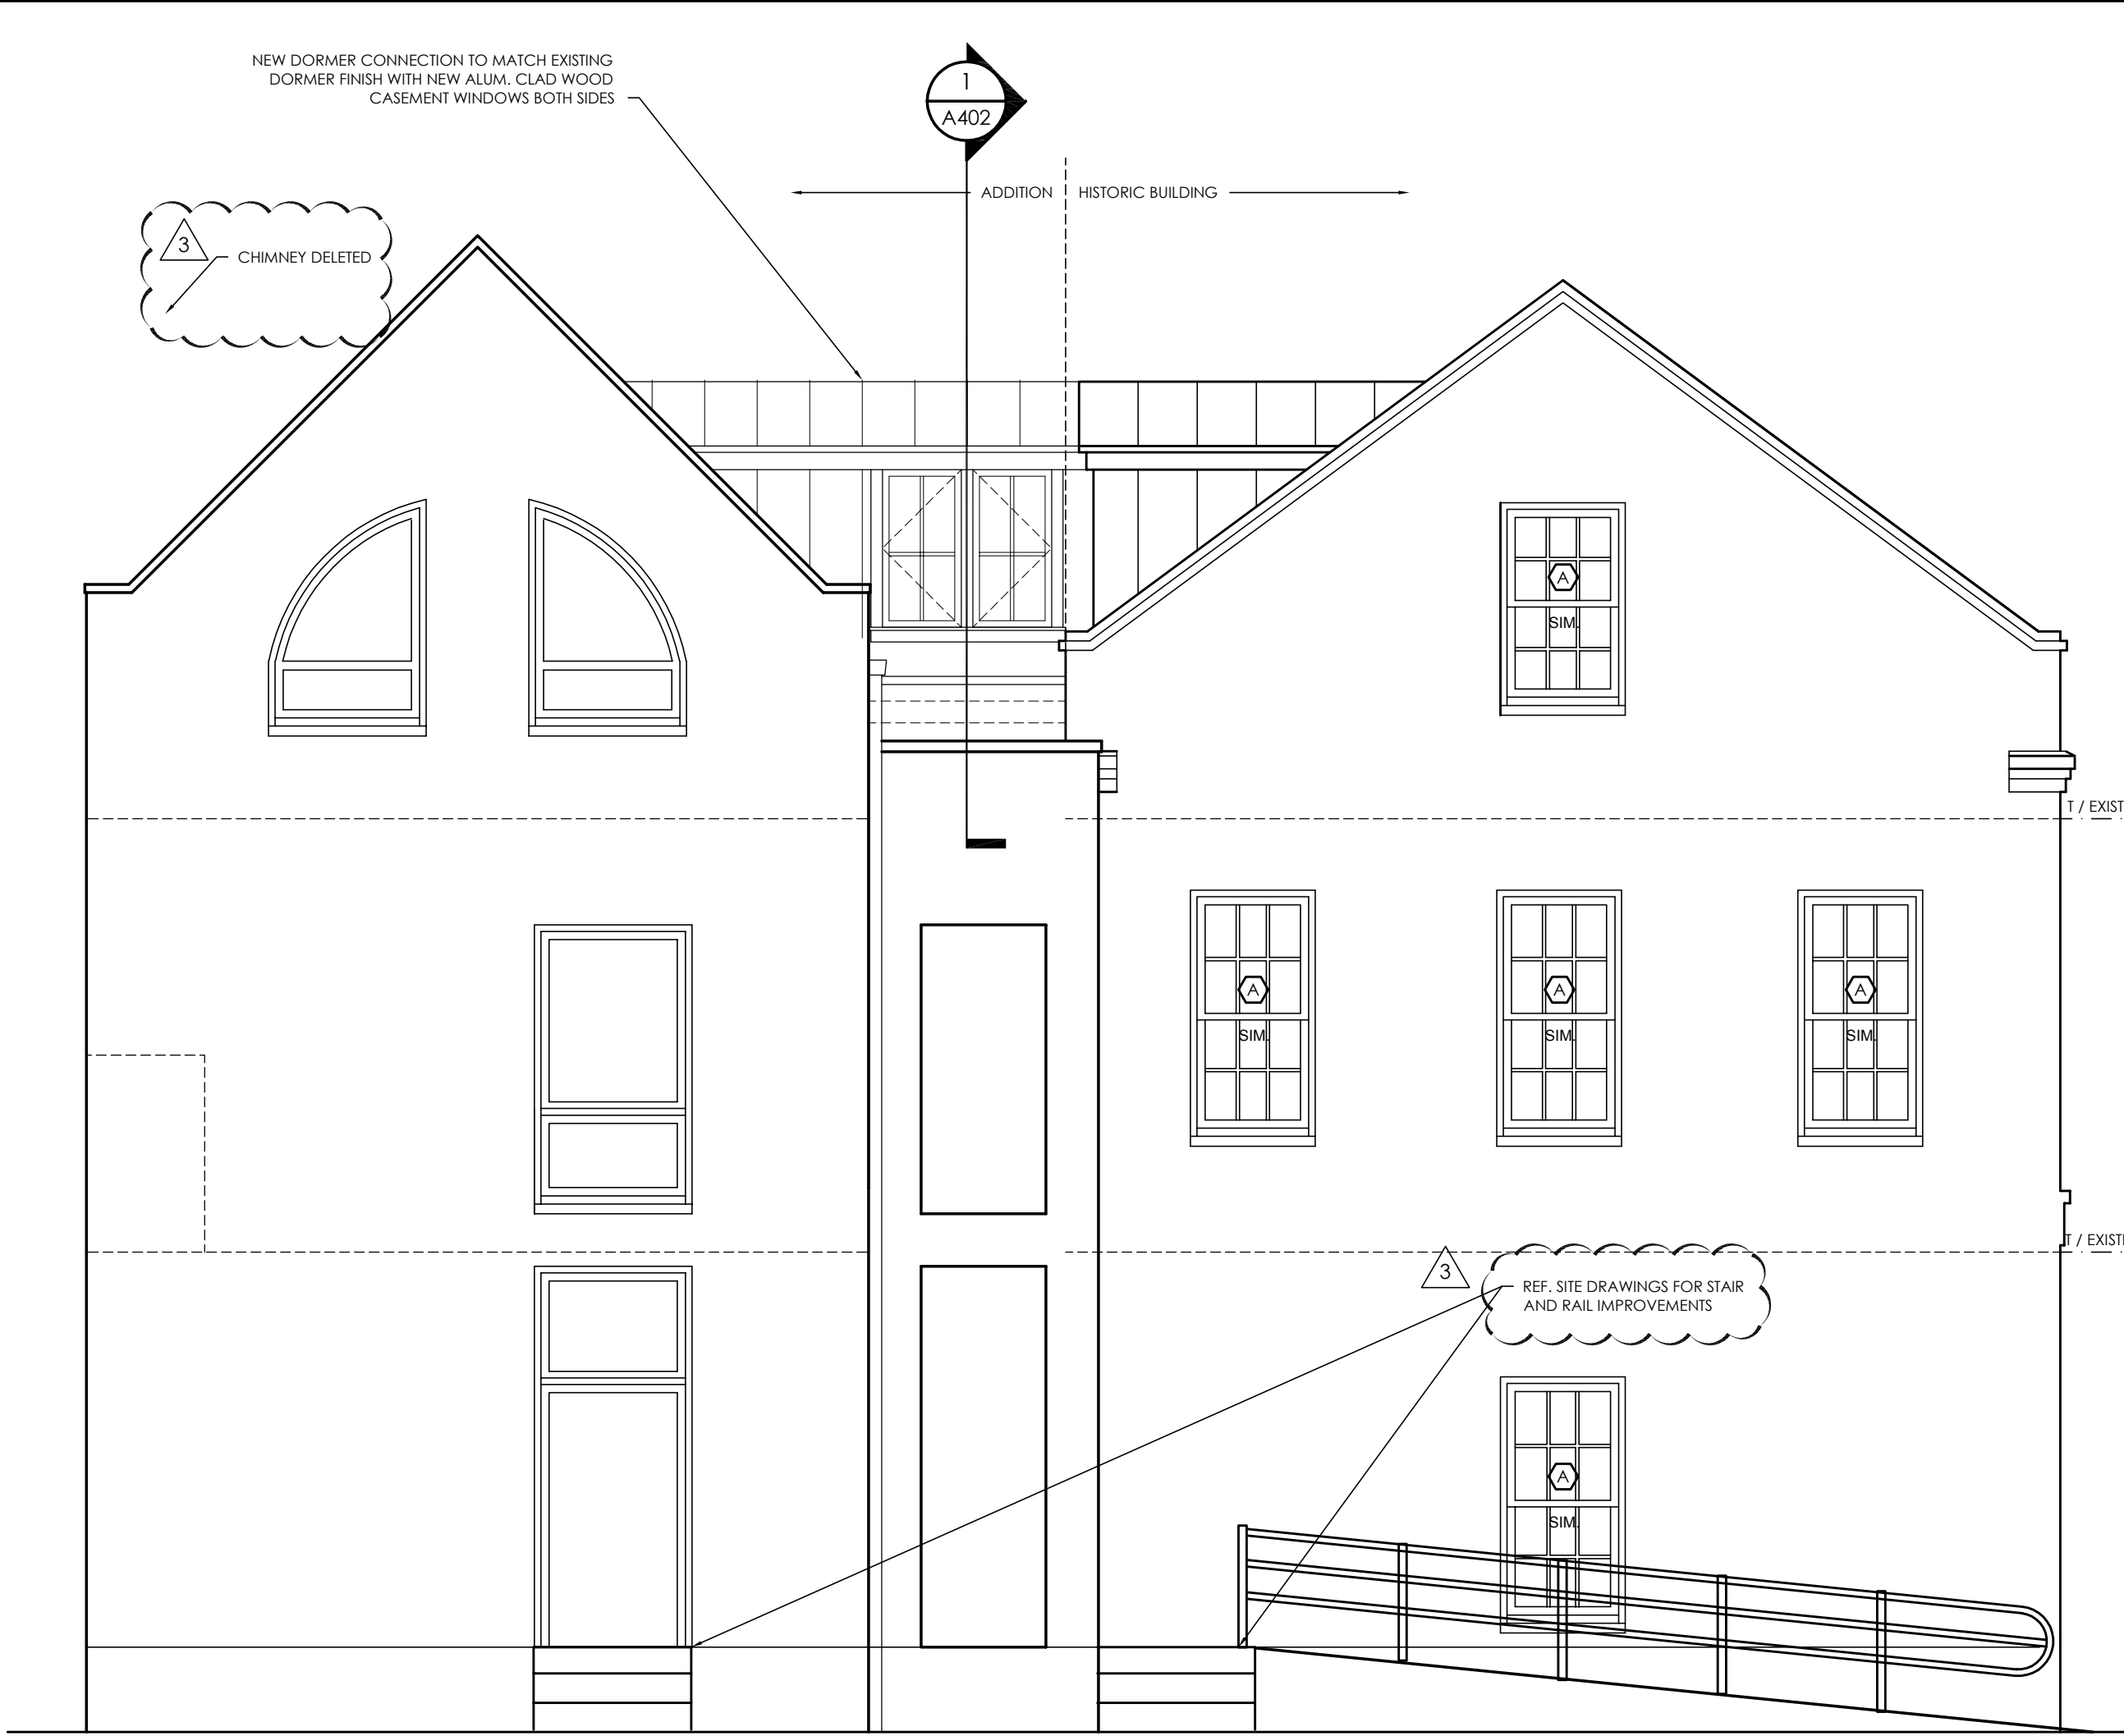 NEW DORMER CONNECTION TO MATCH EXISTING
DORMER FINISH WITH NEW ALUM. CLAD WOOD
CASEMENT WINDOWS BOTH SIDES
1
A402
ADDITION
HISTORIC BUILDING
3
CHIMNEY DELETED
A
SIM.
T / EXIST
A
SIM.
A
SIM.
A
SIM.
T / EXIST
3
REF. SITE DRAWINGS FOR STAIR
AND RAIL IMPROVEMENTS
A
SIM.